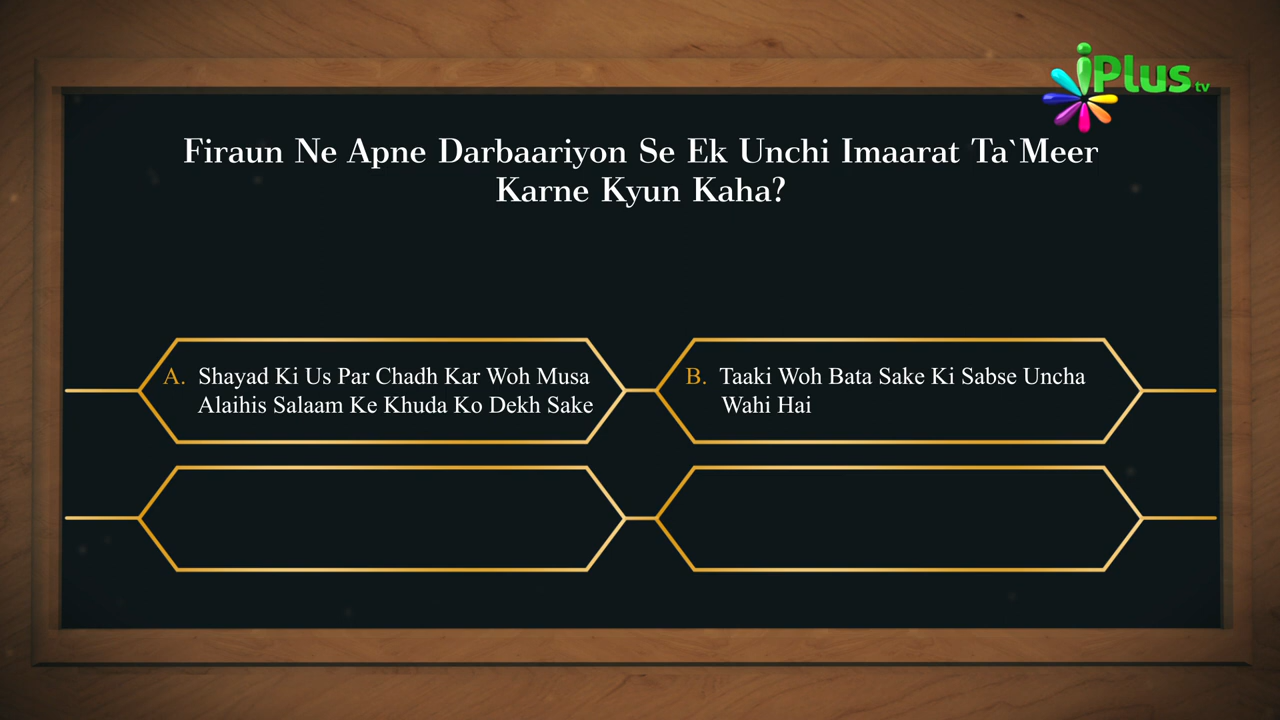 iPlus tv
Firaun Ne Apne Darbaariyon Se Ek Unchi Imaarat Ta`Meer
Karne Kyun Kaha?
A. Shayad Ki Us Par Chadh Kar Woh Musa
Alaihis Salaam Ke Khuda Ko Dekh Sake
B. Taaki Woh Bata Sake Ki Sabse Uncha
Wahi Hai